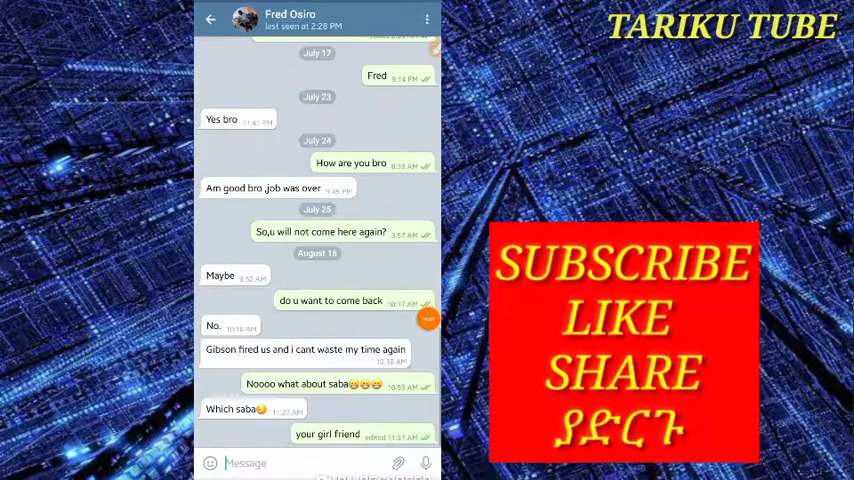 TARIKU TUBE
Fred Osiro
last seen at 2:28 PM
July 17
Fred 9:14 PM
July 23
Yes bro 11:41 PM
July 24
How are you bro 8:39 AM
Am good bro ,job was over 9:45 PM
July 25
So,u will not come here again? 3:57 AM
August 16
Maybe 3:52 AM
do u want to come back 10:17 AM
No. 10:18 AM
Gibson fired us and i cant waste my time again
10:18 AM
Noooo what about saba😁😁😁 10:59 AM
Which saba😏 11:27 AM
your girl friend edited 11:37 AM
Message
SUBSCRIBE
LIKE
SHARE
ያድርጉ